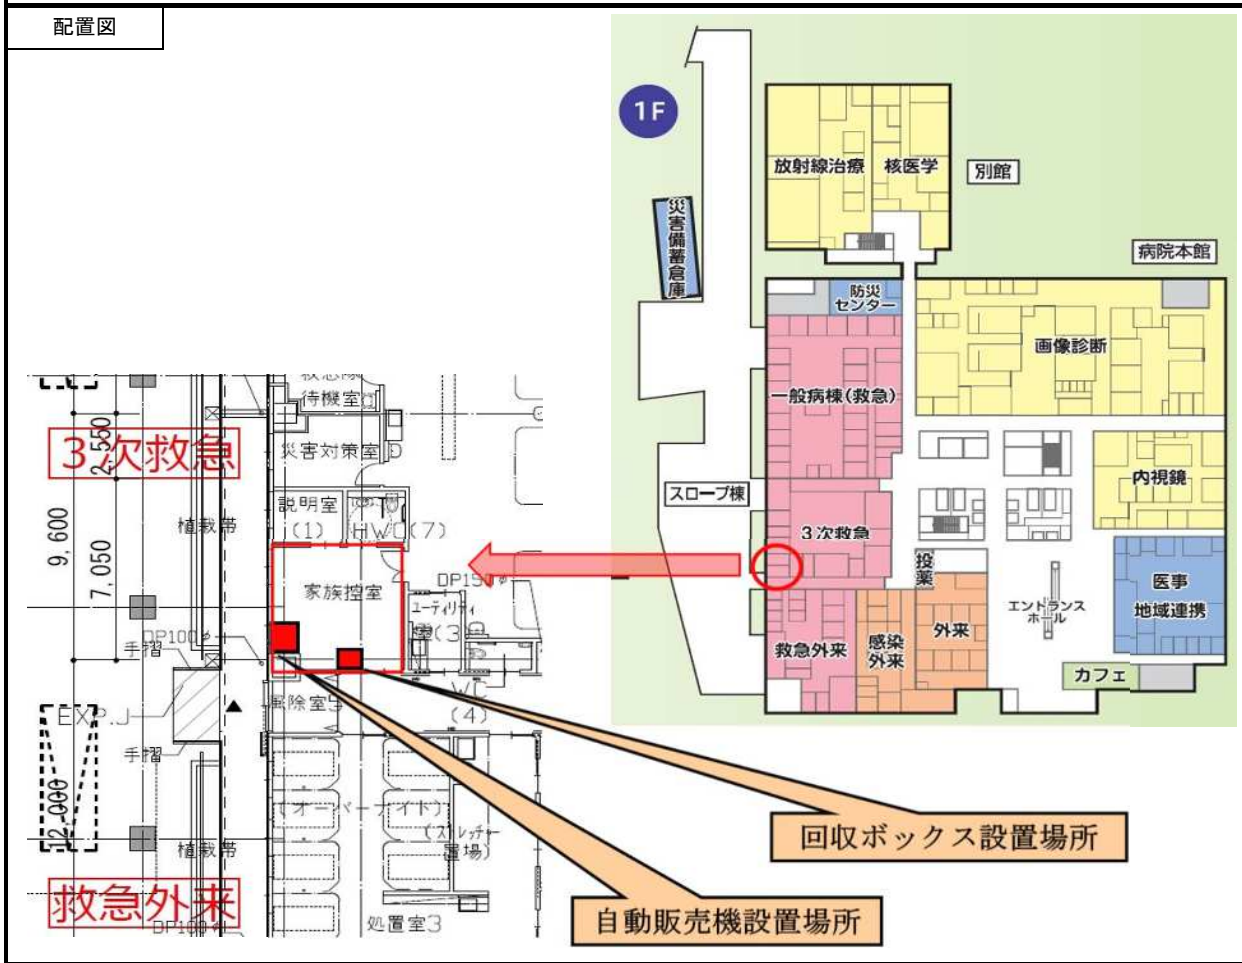 配置図
1F
放射線治療
核医学
別館
災害備蓄倉庫
病院本館
防災
センター
画像診断
一般病棟(救急)
内視鏡
スロープ棟
3次救急
投薬
医事
地域連携
エントランス
ホール
外来
感染
外来
救急外来
カフェ
待機室
災害対策室
3次救急
2,550
説明室
(1)
HWC(7)
植栽帯
9,600
7,050
家族控室
DP150φ
ユーティリティ
DP100φ
手摺
風除室
WC
(4)
EXP.J
手摺
12,000
(オーバーナイト)
(ストレッチャー
置場)
植栽帯
救急外来
処置室3
回収ボックス設置場所
自動販売機設置場所